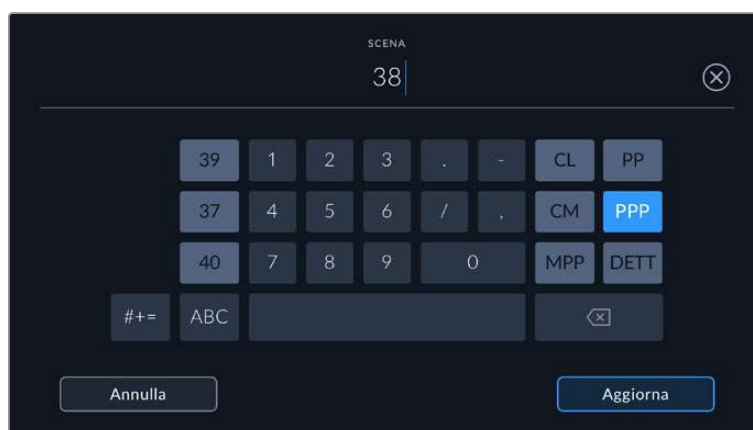 SCENA
38
39 1 2 3 . - CL PP
37 4 5 6 / , CM PPP
40 7 8 9 0 MPP DETT
#+= ABC
Annulla Aggiorna